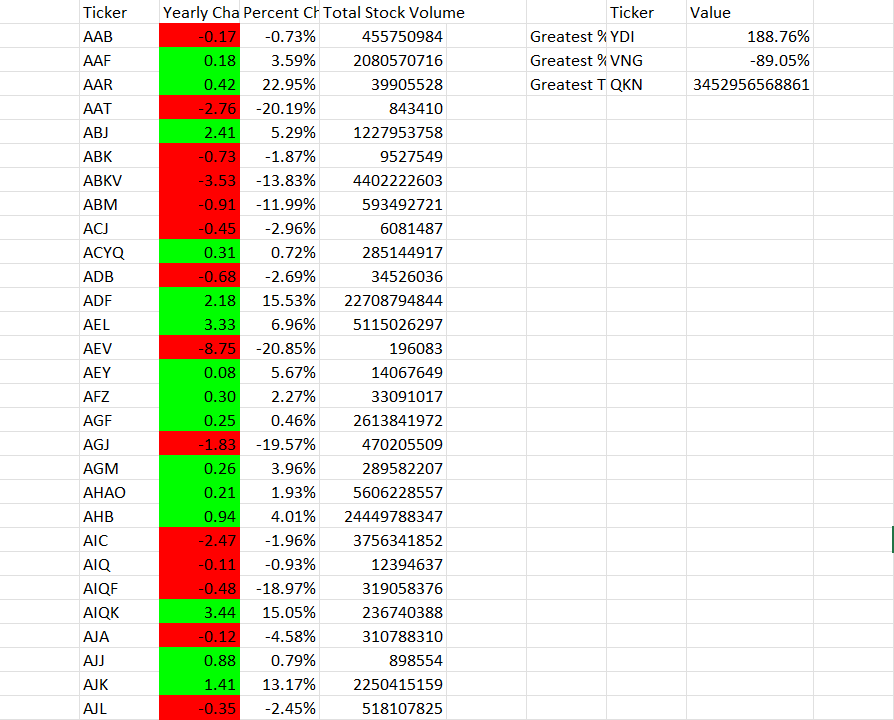 Ticker Yearly Cha Percent Ch Total Stock Volume Ticker Value
AAB -0.17 -0.73% 455750984 Greatest % YDI 188.76%
AAF 0.18 3.59% 2080570716 Greatest % VNG -89.05%
AAR 0.42 22.95% 39905528 Greatest T QKN 3452956568861
AAT -2.76 -20.19% 843410
ABJ 2.41 5.29% 1227953758
ABK -0.73 -1.87% 9527549
ABKV -3.53 -13.83% 4402222603
ABM -0.91 -11.99% 593492721
ACJ -0.45 -2.96% 6081487
ACYQ 0.31 0.72% 285144917
ADB -0.68 -2.69% 34526036
ADF 2.18 15.53% 22708794844
AEL 3.33 6.96% 5115026297
AEV -8.75 -20.85% 196083
AEY 0.08 5.67% 14067649
AFZ 0.30 2.27% 33091017
AGF 0.25 0.46% 2613841972
AGJ -1.83 -19.57% 470205509
AGM 0.26 3.96% 289582207
AHAO 0.21 1.93% 5606228557
AHB 0.94 4.01% 24449788347
AIC -2.47 -1.96% 3756341852
AIQ -0.11 -0.93% 12394637
AIQF -0.48 -18.97% 319058376
AIQK 3.44 15.05% 236740388
AJA -0.12 -4.58% 310788310
AJJ 0.88 0.79% 898554
AJK 1.41 13.17% 2250415159
AJL -0.35 -2.45% 518107825